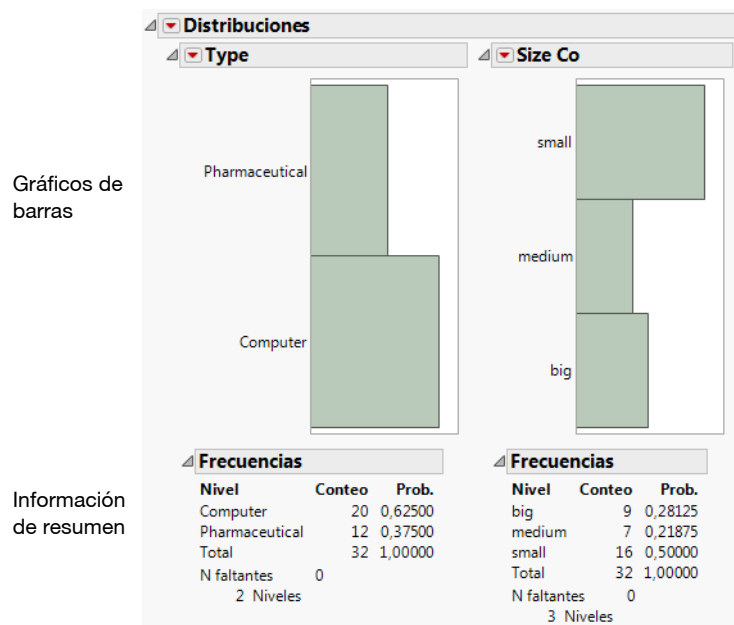 Distribuciones
Type
Pharmaceutical
Computer
Size Co
small
medium
big
Gráficos de
barras
Información
de resumen
Frecuencias
Nivel Conteo Prob.
Computer 20 0,62500
Pharmaceutical 12 0,37500
Total 32 1,00000
N faltantes 0
2 Niveles
Frecuencias
Nivel Conteo Prob.
big 9 0,28125
medium 7 0,21875
small 16 0,50000
Total 32 1,00000
N faltantes 0
3 Niveles